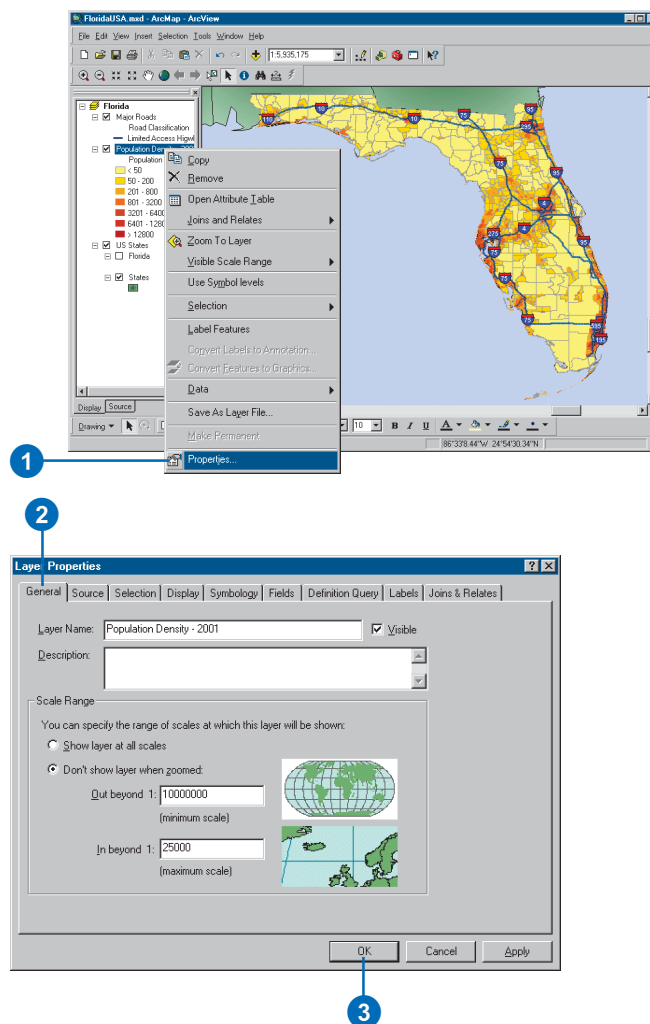 FloridaUSA.mxd - ArcMap - ArcView
File Edit View Insert Selection Tools Window Help
1:5,935,175
Florida
Major Roads
Road Classification
Limited Access High
Population Density - 200
Population
< 50
50 - 200
201 - 800
801 - 3200
3201 - 6400
6401 - 1280
> 12800
US States
Florida
States
Display Source
Copy
Remove
Open Attribute Table
Joins and Relates
Zoom To Layer
Visible Scale Range
Use Symbol levels
Selection
Label Features
Convert Labels to Annotation...
Convert Features to Graphics...
Data
Save As Layer File...
Make Permanent
Properties...
110
10
10
75
95
295
75
95
4
275
4
75
95
75
75
595
195
Drawing
10 B I U A
86°33'8.44"W 24°54'30.34"N
1
2
Layer Properties
General Source Selection Display Symbology Fields Definition Query Labels Joins & Relates
Layer Name: Population Density - 2001 Visible
Description:
Scale Range
You can specify the range of scales at which this layer will be shown:
Show layer at all scales
Don't show layer when zoomed:
Out beyond 1: 10000000
(minimum scale)
In beyond 1: 25000
(maximum scale)
OK Cancel Apply
3